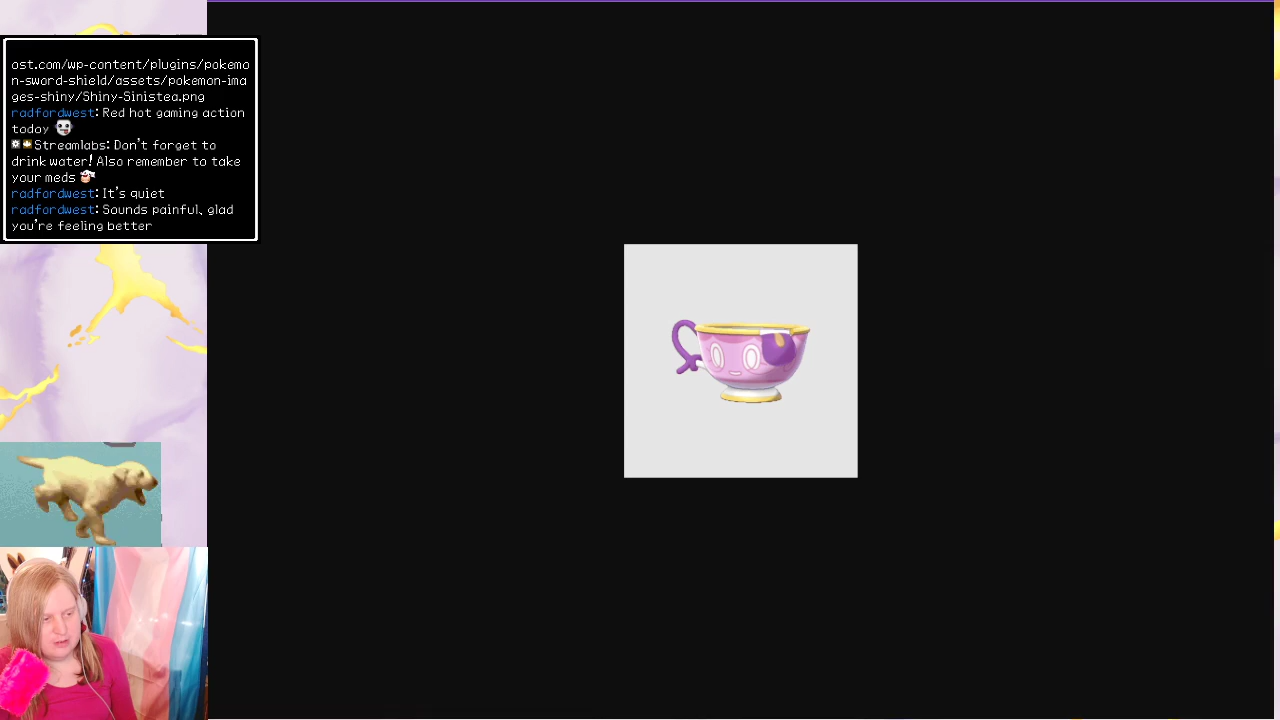 ost.com/wp-content/plugins/pokemo
n-sword-shield/assets/pokemon-ima
ges-shiny/Shiny-Sinistea.png
radfordwest: Red hot gaming action
today
Streamlabs: Don't forget to
drink water! Also remember to take
your meds
radfordwest: It's quiet
radfordwest: Sounds painful, glad
you're feeling better